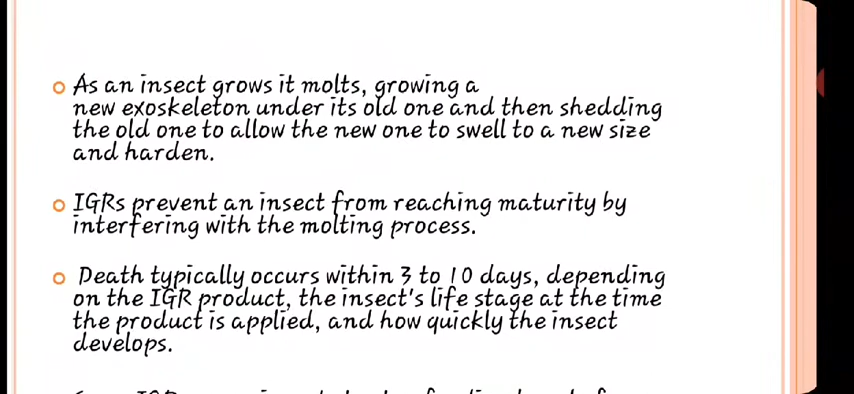 As an insect grows it molts, growing a
new exoskeleton under its old one and then shedding
the old one to allow the new one to swell to a new size
and harden.
IGRs prevent an insect from reaching maturity by
interfering with the molting process.
Death typically occurs within 3 to 10 days, depending
on the IGR product, the insect's life stage at the time
the product is applied, and how quickly the insect
develops.